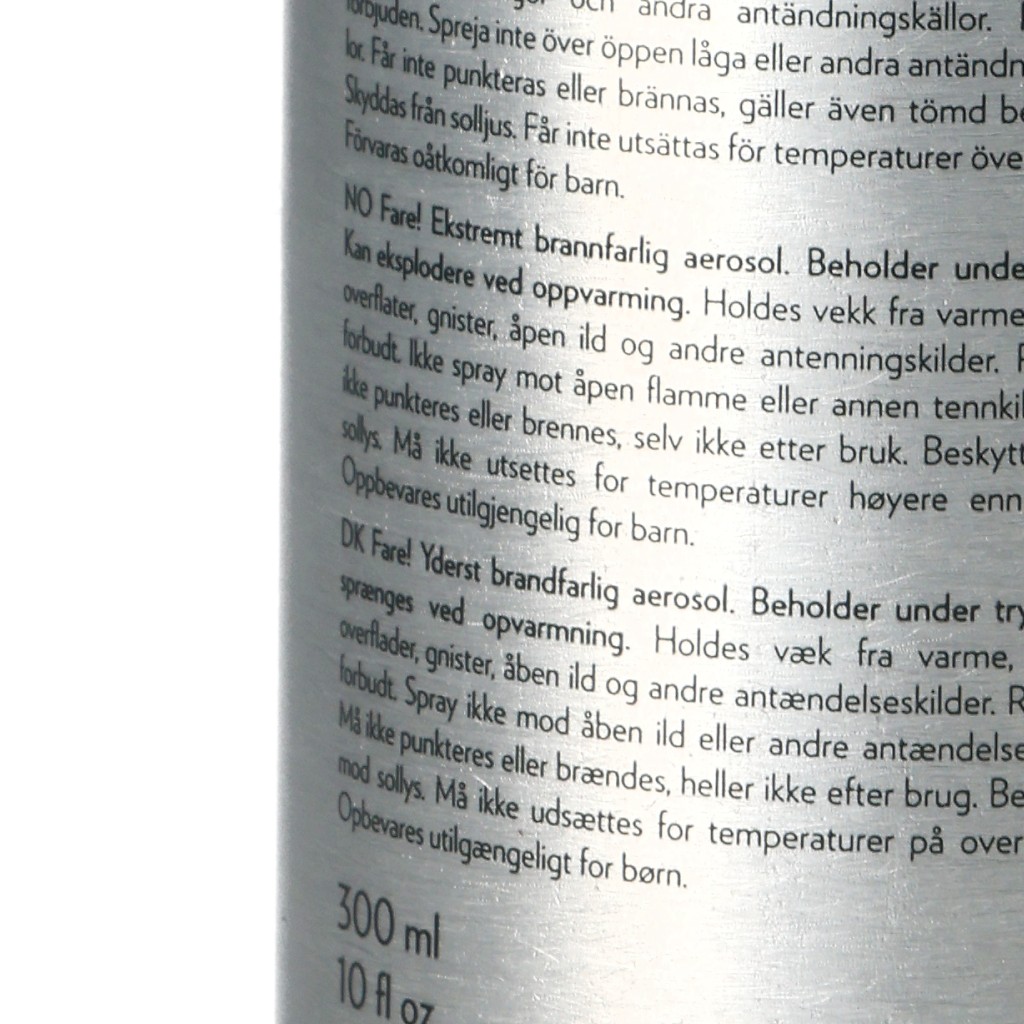 och andra antändningskällor.
förbjuden. Spreja inte över öppen låga eller andra antändn
lor. Får inte punkteras eller brännas, gäller även tömd be
Skyddas från solljus. Får inte utsättas för temperaturer öve
Förvaras oåtkomligt för barn.
NO Fare! Ekstremt brannfarlig aerosol. Beholder unde
Kan eksplodere ved oppvarming. Holdes vekk fra varme
overflater, gnister, åpen ild og andre antenningskilder.
forbudt. Ikke spray mot åpen flamme eller annen tennkil
ikke punkteres eller brennes, selv ikke etter bruk. Beskytt
sollys. Må ikke utsettes for temperaturer høyere enn
Oppbevares utilgjengelig for barn.
DK Fare! Yderst brandfarlig aerosol. Beholder under try
sprænges ved opvarmning. Holdes væk fra varme,
overflader, gnister, åben ild og andre antændelseskilder. R
forbudt. Spray ikke mod åben ild eller andre antændelse
Må ikke punkteres eller brændes, heller ikke efter brug. Be
mod sollys. Må ikke udsættes for temperaturer på over
Opbevares utilgængeligt for børn.
300 ml
10 fl oz